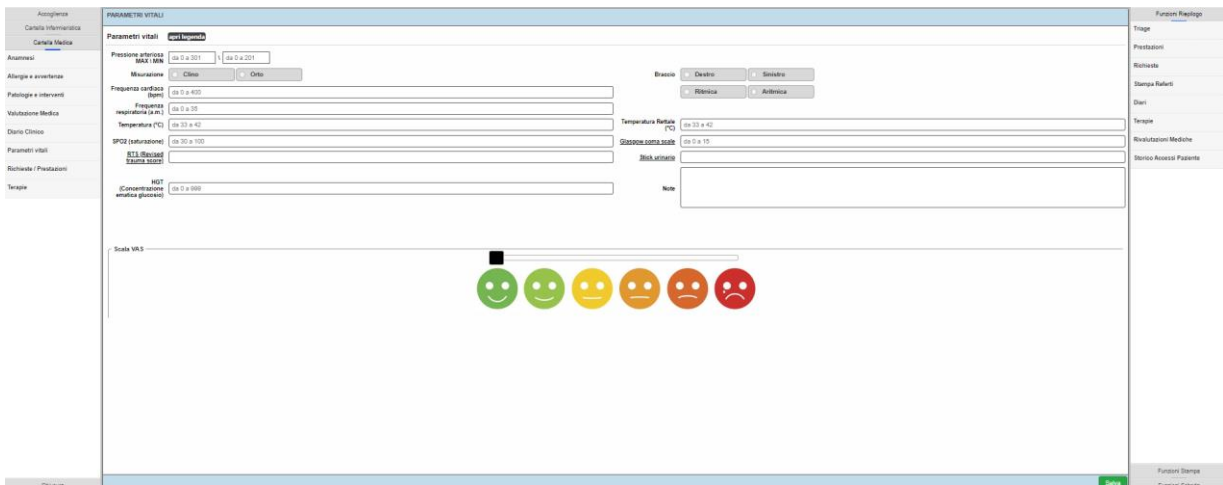 Accoglienza
Cartella Infermieristica
Cartella Medica
Anamnesi
Allergie e avvertenze
Patologie e interventi
Valutazione Medica
Diario Clinico
Parametri vitali
Richieste / Prestazioni
Terapie
PARAMETRI VITALI
Parametri vitali apri legenda
Pressione arteriosa MAX \ MIN da 0 a 301 \ da 0 a 201
Misurazione Clino Orto Braccio Destro Sinistro
Frequenza cardiaca (bpm) da 0 a 400 Ritmica Aritmica
Frequenza respiratoria (a.m.) da 0 a 35
Temperatura (°C) da 33 a 42 Temperatura Rettale (°C) da 33 a 42
SPO2 (saturazione) da 30 a 100 Glasgow coma scale da 0 a 15
RTS (Revised trauma score) Stick urinario
HGT (Concentrazione ematica glucosio) da 0 a 998 Note
Scala VAS
Salva
Funzioni Riepilogo
Triage
Prestazioni
Richieste
Stampa Referti
Diari
Terapie
Rivalutazioni Mediche
Storico Accessi Paziente
Funzioni Stampa